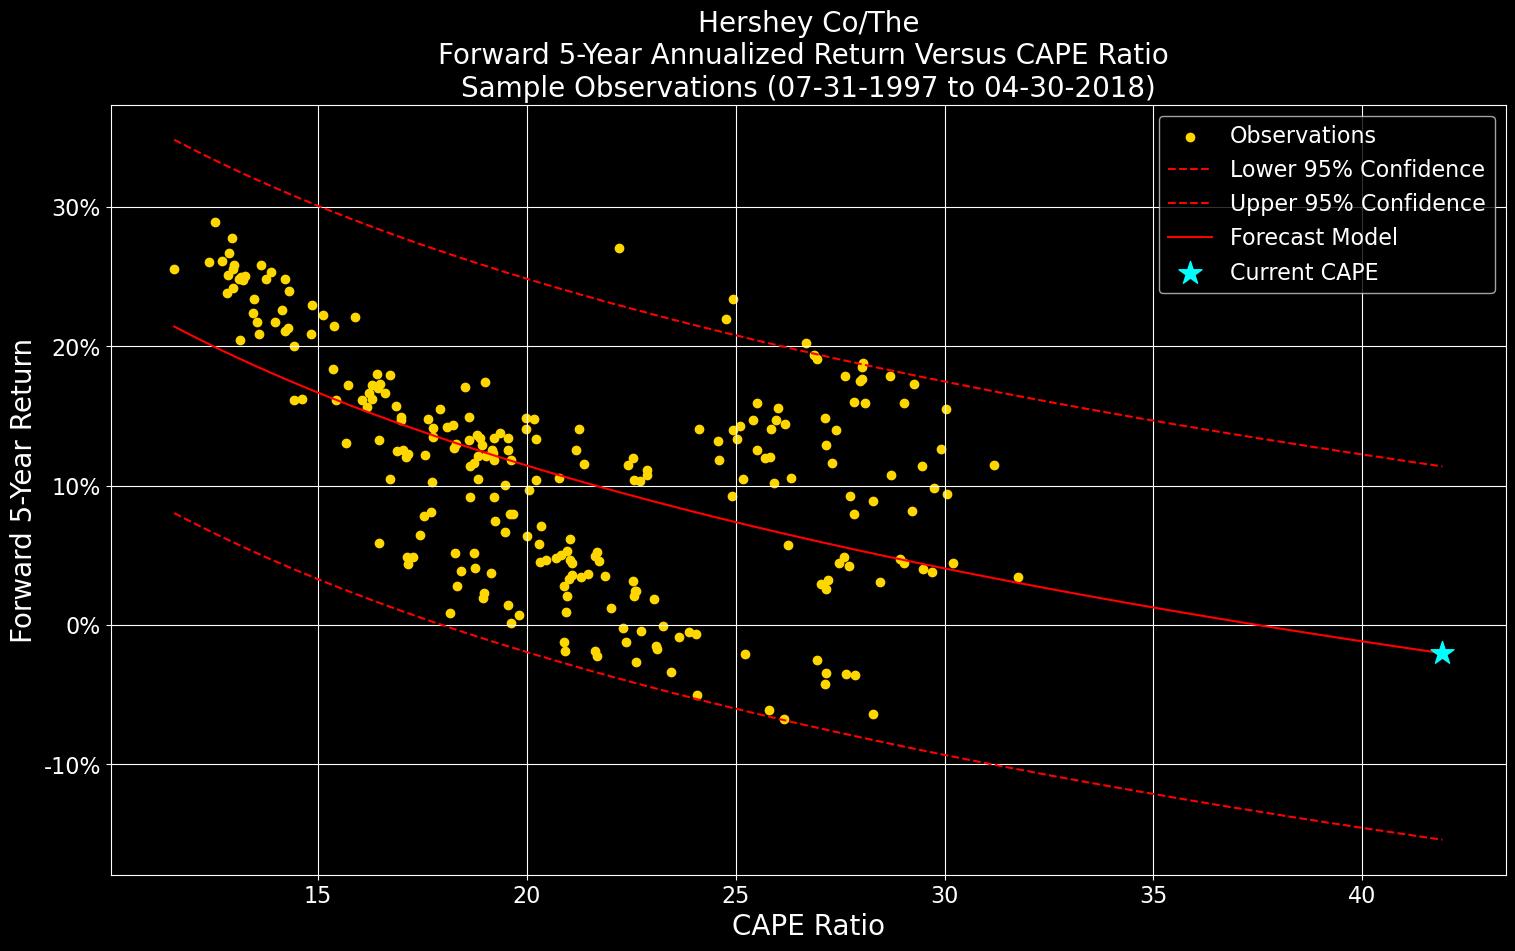 Hershey Co/The
Forward 5-Year Annualized Return Versus CAPE Ratio
Sample Observations (07-31-1997 to 04-30-2018)
Observations
Lower 95% Confidence
Upper 95% Confidence
Forecast Model
Current CAPE
Forward 5-Year Return
30%
20%
10%
0%
-10%
15 20 25 30 35 40
CAPE Ratio